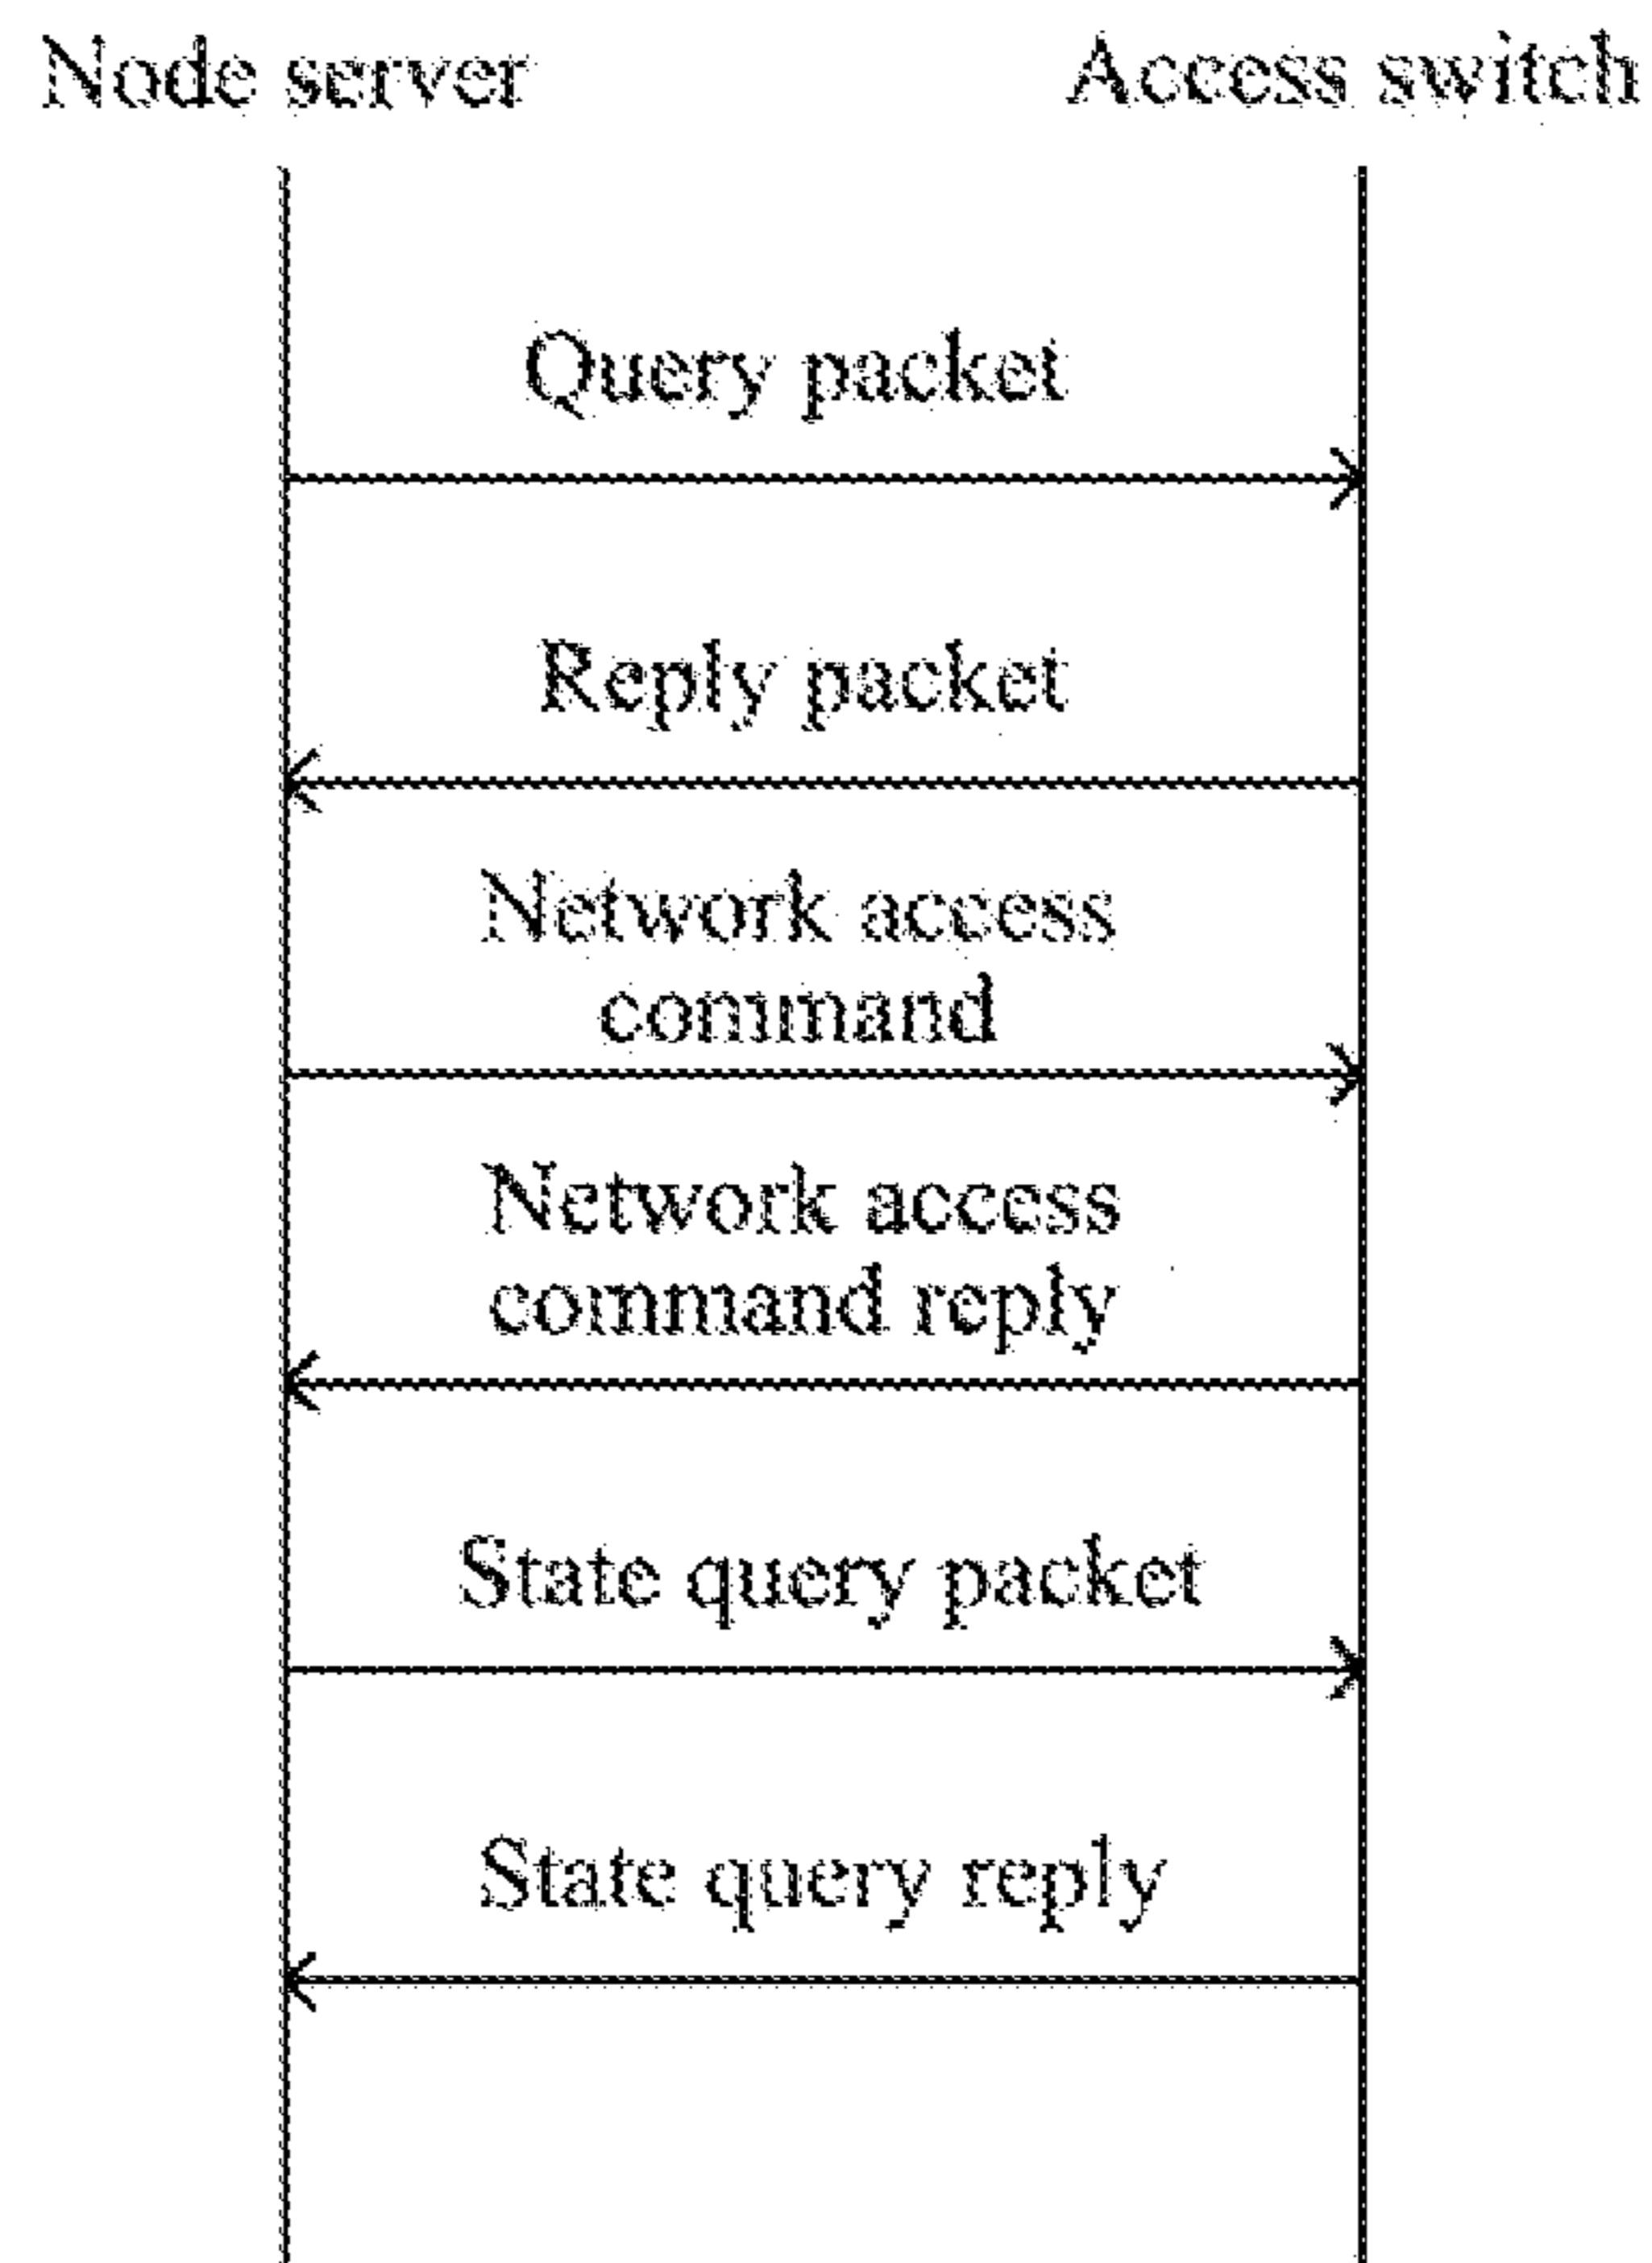 Node server
Access switch
Query packet
Reply packet
Network access
command
Network access
command reply
State query packet
State query reply